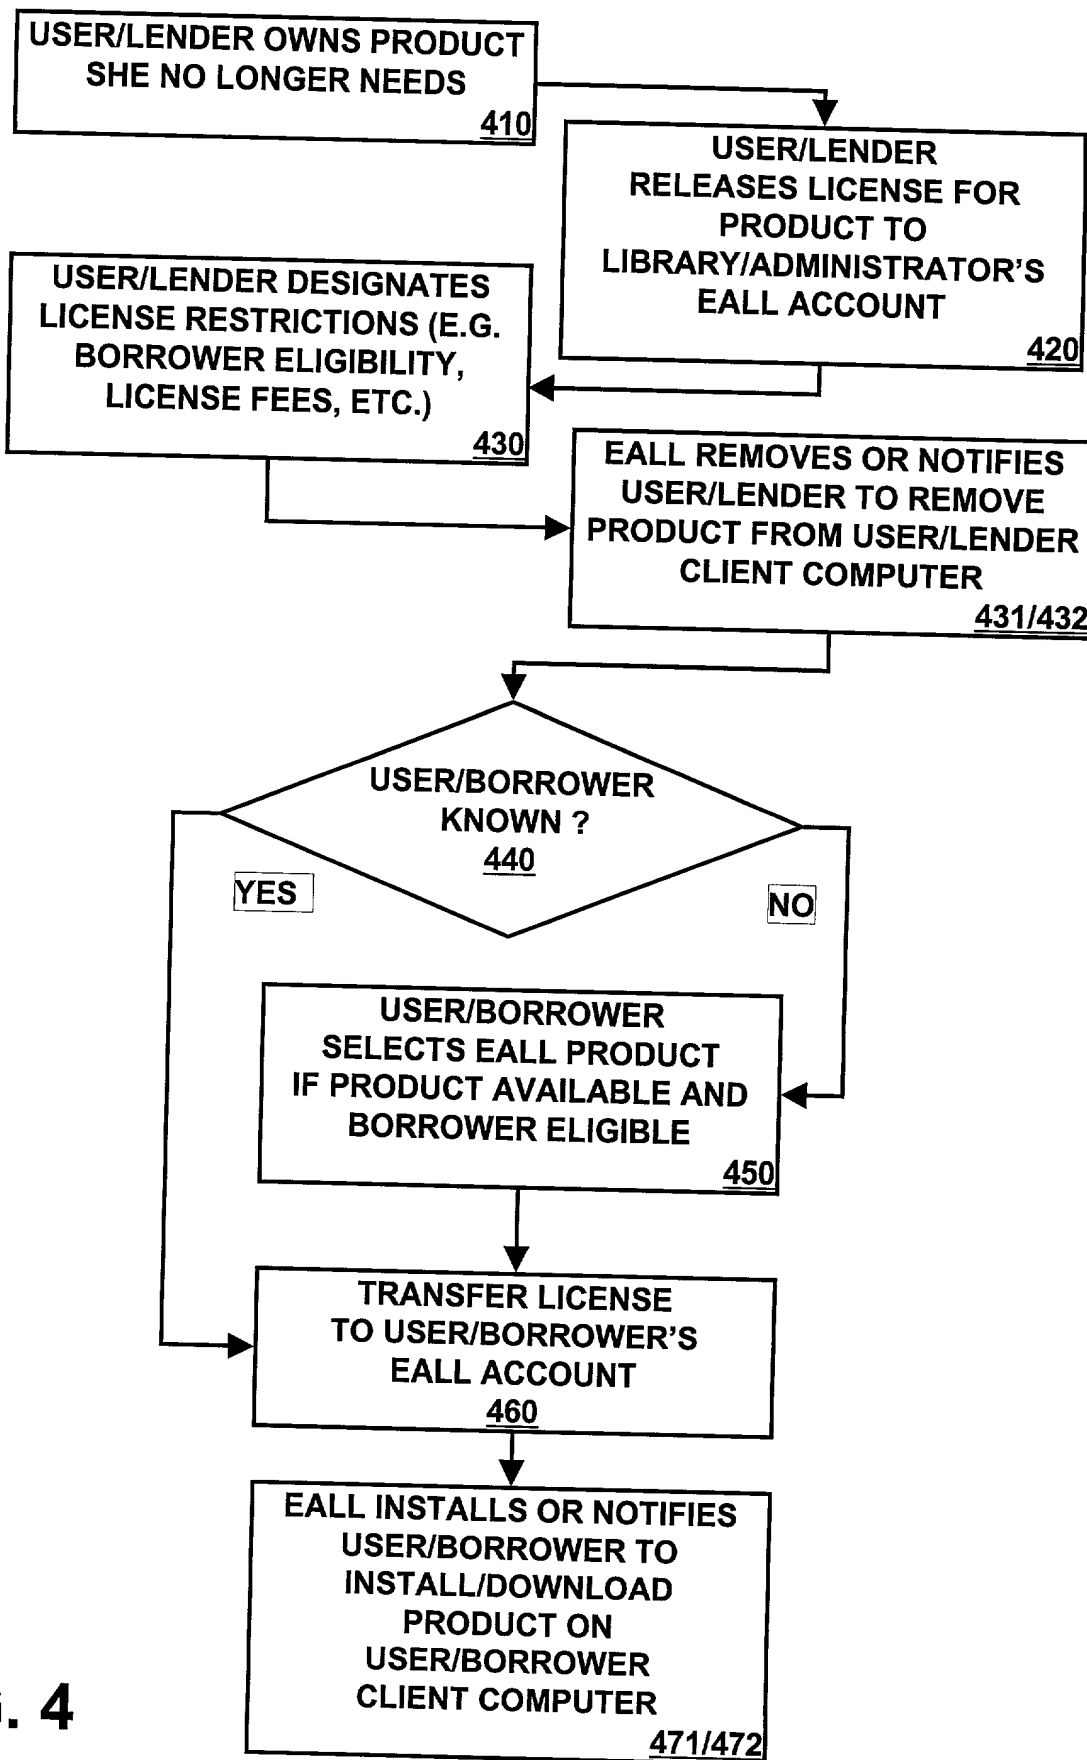 USER/LENDER OWNS PRODUCT
SHE NO LONGER NEEDS
410
USER/LENDER
RELEASES LICENSE FOR
PRODUCT TO
LIBRARY/ADMINISTRATOR'S
EALL ACCOUNT
420
USER/LENDER DESIGNATES
LICENSE RESTRICTIONS (E.G.
BORROWER ELIGIBILITY,
LICENSE FEES, ETC.)
430
EALL REMOVES OR NOTIFIES
USER/LENDER TO REMOVE
PRODUCT FROM USER/LENDER
CLIENT COMPUTER
431/432
USER/BORROWER
KNOWN ?
440
YES
NO
USER/BORROWER
SELECTS EALL PRODUCT
IF PRODUCT AVAILABLE AND
BORROWER ELIGIBLE
450
TRANSFER LICENSE
TO USER/BORROWER'S
EALL ACCOUNT
460
EALL INSTALLS OR NOTIFIES
USER/BORROWER TO
INSTALL/DOWNLOAD
PRODUCT ON
USER/BORROWER
CLIENT COMPUTER
471/472
. 4